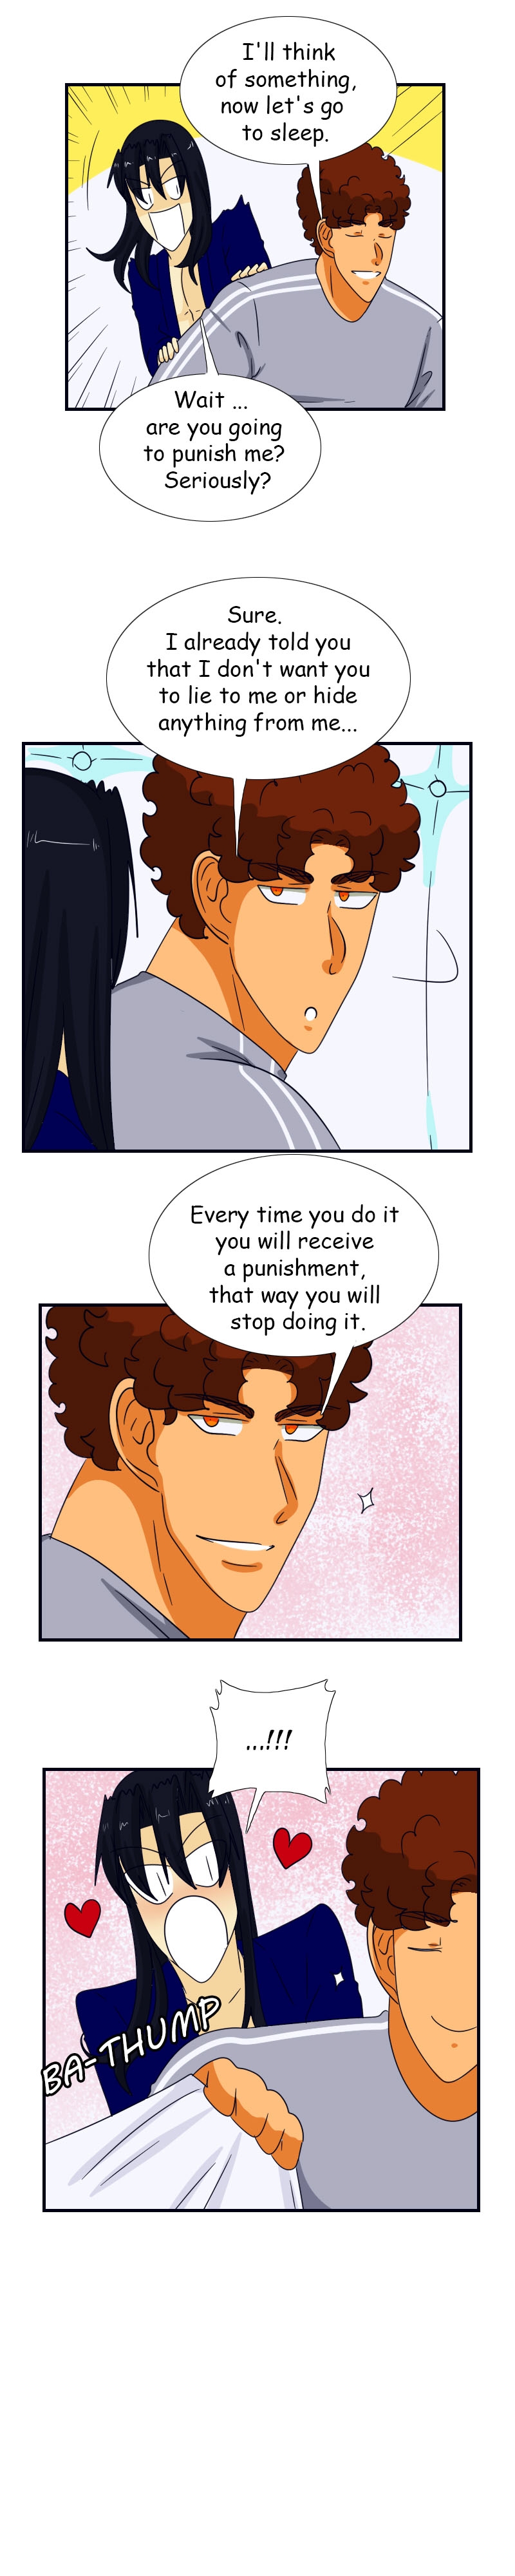 I'll think
of something,
now let's go
to sleep.
Wait ...
are you going
to punish me?
Seriously?
Sure.
I already told you
that I don't want you
to lie to me or hide
anything from me...
Every time you do it
you will receive
a punishment,
that way you will
stop doing it.
...!!!
BA-THUMP